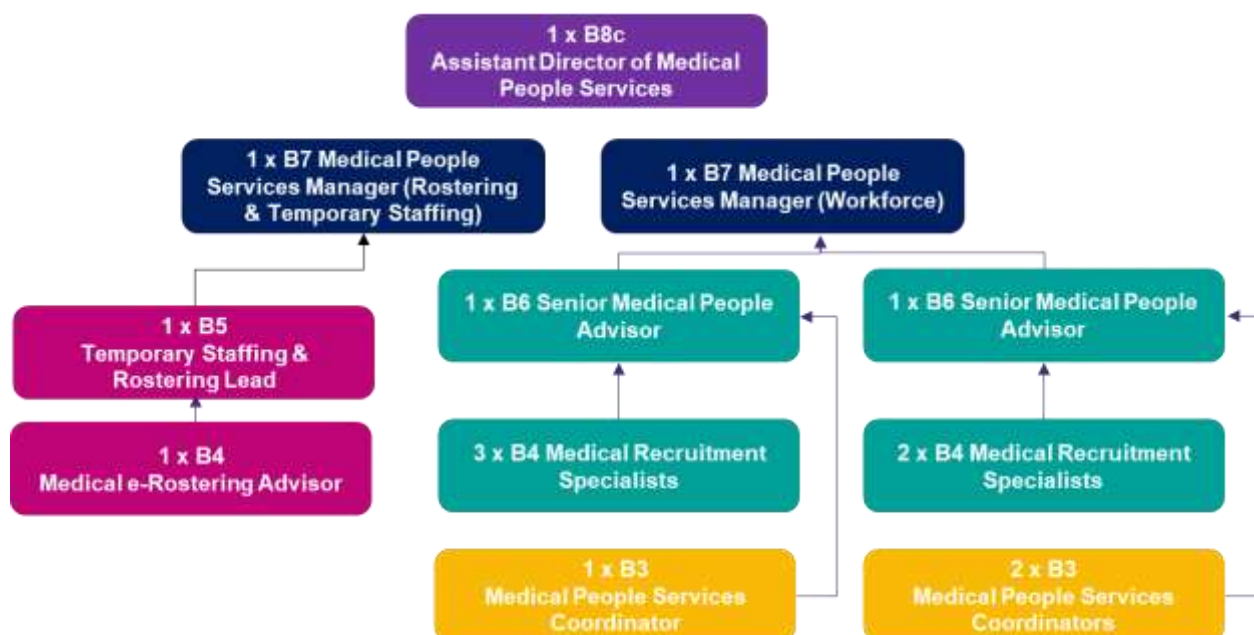 1 x B8c
Assistant Director of Medical
People Services
1 x B7 Medical People
Services Manager (Rostering
& Temporary Staffing)
1 x B7 Medical People
Services Manager (Workforce)
1 x B5
Temporary Staffing &
Rostering Lead
1 x B6 Senior Medical People
Advisor
1 x B6 Senior Medical People
Advisor
1 x B4
Medical e-Rostering Advisor
3 x B4 Medical Recruitment
Specialists
2 x B4 Medical Recruitment
Specialists
1 x B3
Medical People Services
Coordinator
2 x B3
Medical People Services
Coordinators